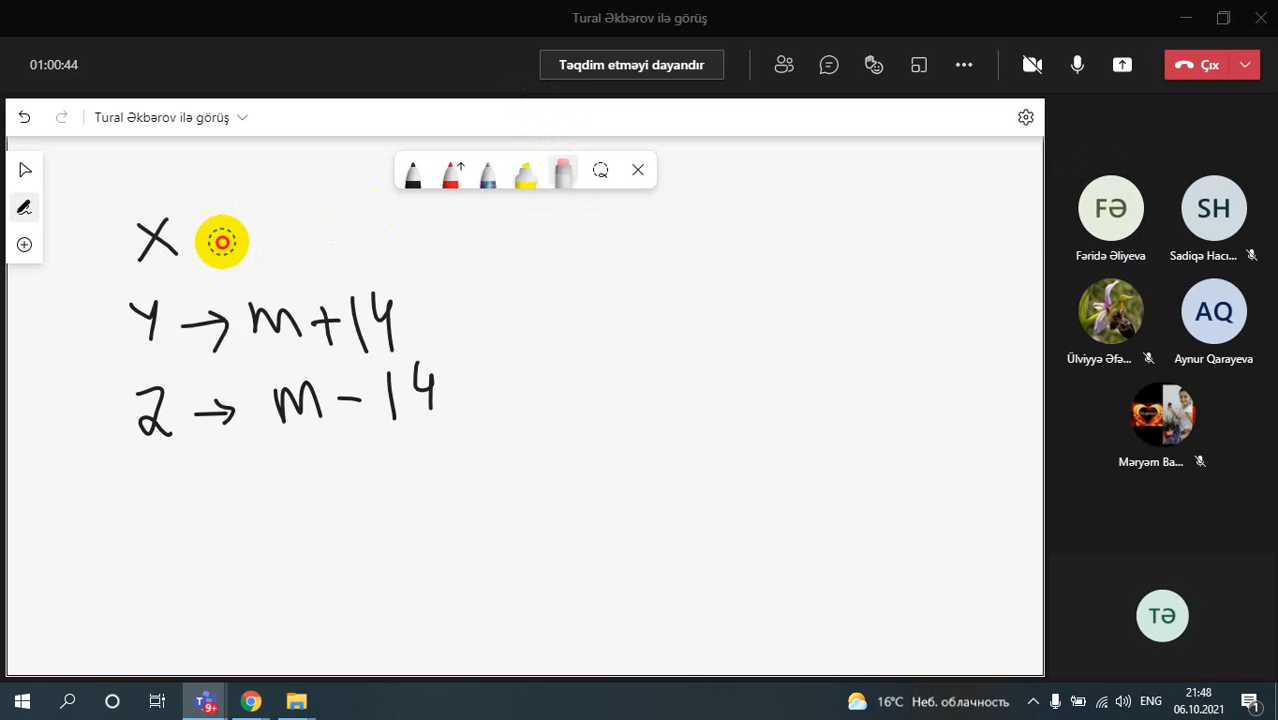 Tural Əkbərov ilə görüş
01:00:44
Təqdim etməyi dayandır
Çıx
Tural Əkbərov ilə görüş
X
Y → m+14
Z → m-14
FƏ
SH
Fəridə Əliyeva
Sadiqə Hacı...
AQ
Ülviyyə Əfə...
Aynur Qarayeva
Məryəm Ba...
TƏ
9+
16°C Неб. облачность
ENG
21:48
06.10.2021
1